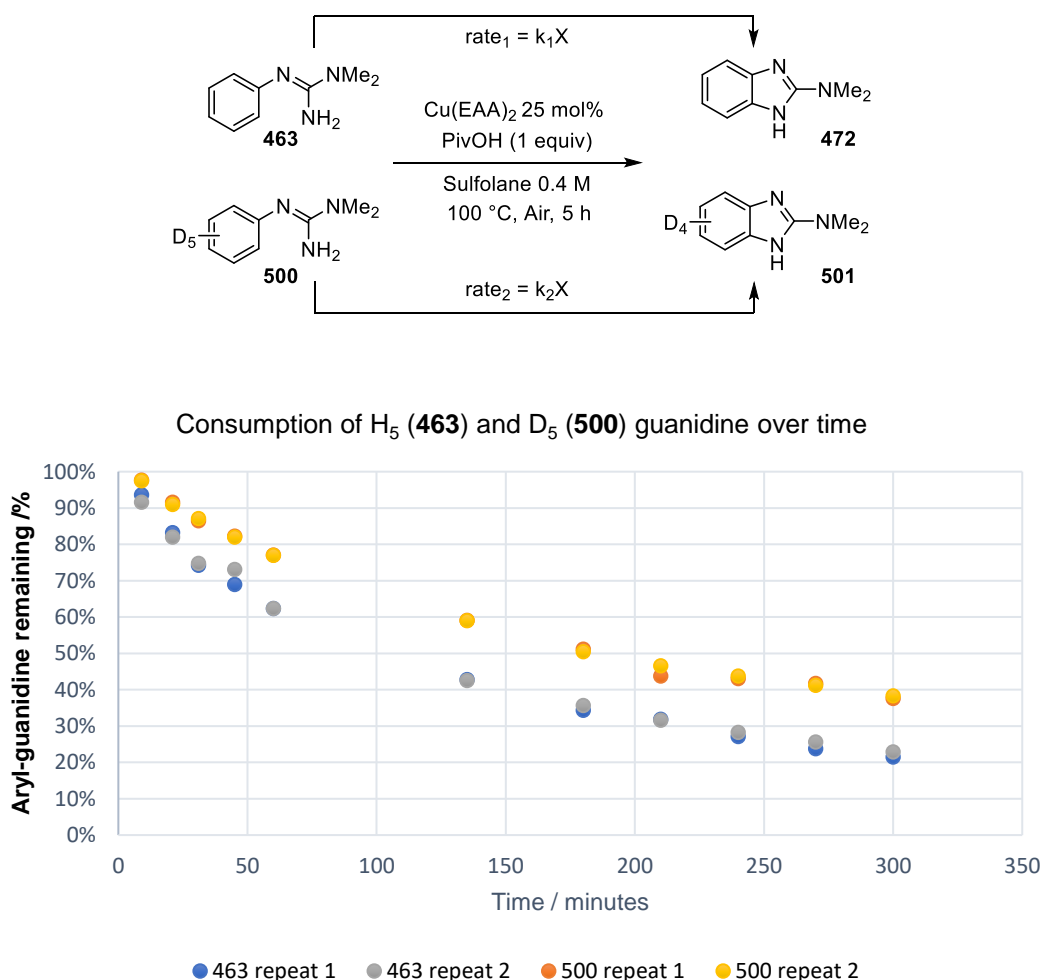 rate₁ = k₁X
N NMe₂
NH₂
463
Cu(EAA)₂ 25 mol%
PivOH (1 equiv)
Sulfolane 0.4 M
100 °C, Air, 5 h
N
NMe₂
N
H
472
D₅
N NMe₂
NH₂
500
D₄
N
NMe₂
N
H
501
rate₂ = k₂X
Consumption of H₅ (463) and D₅ (500) guanidine over time
Aryl-guanidine remaining /%
100%
90%
80%
70%
60%
50%
40%
30%
20%
10%
0%
0 50 100 150 200 250 300 350
Time / minutes
463 repeat 1 463 repeat 2 500 repeat 1 500 repeat 2